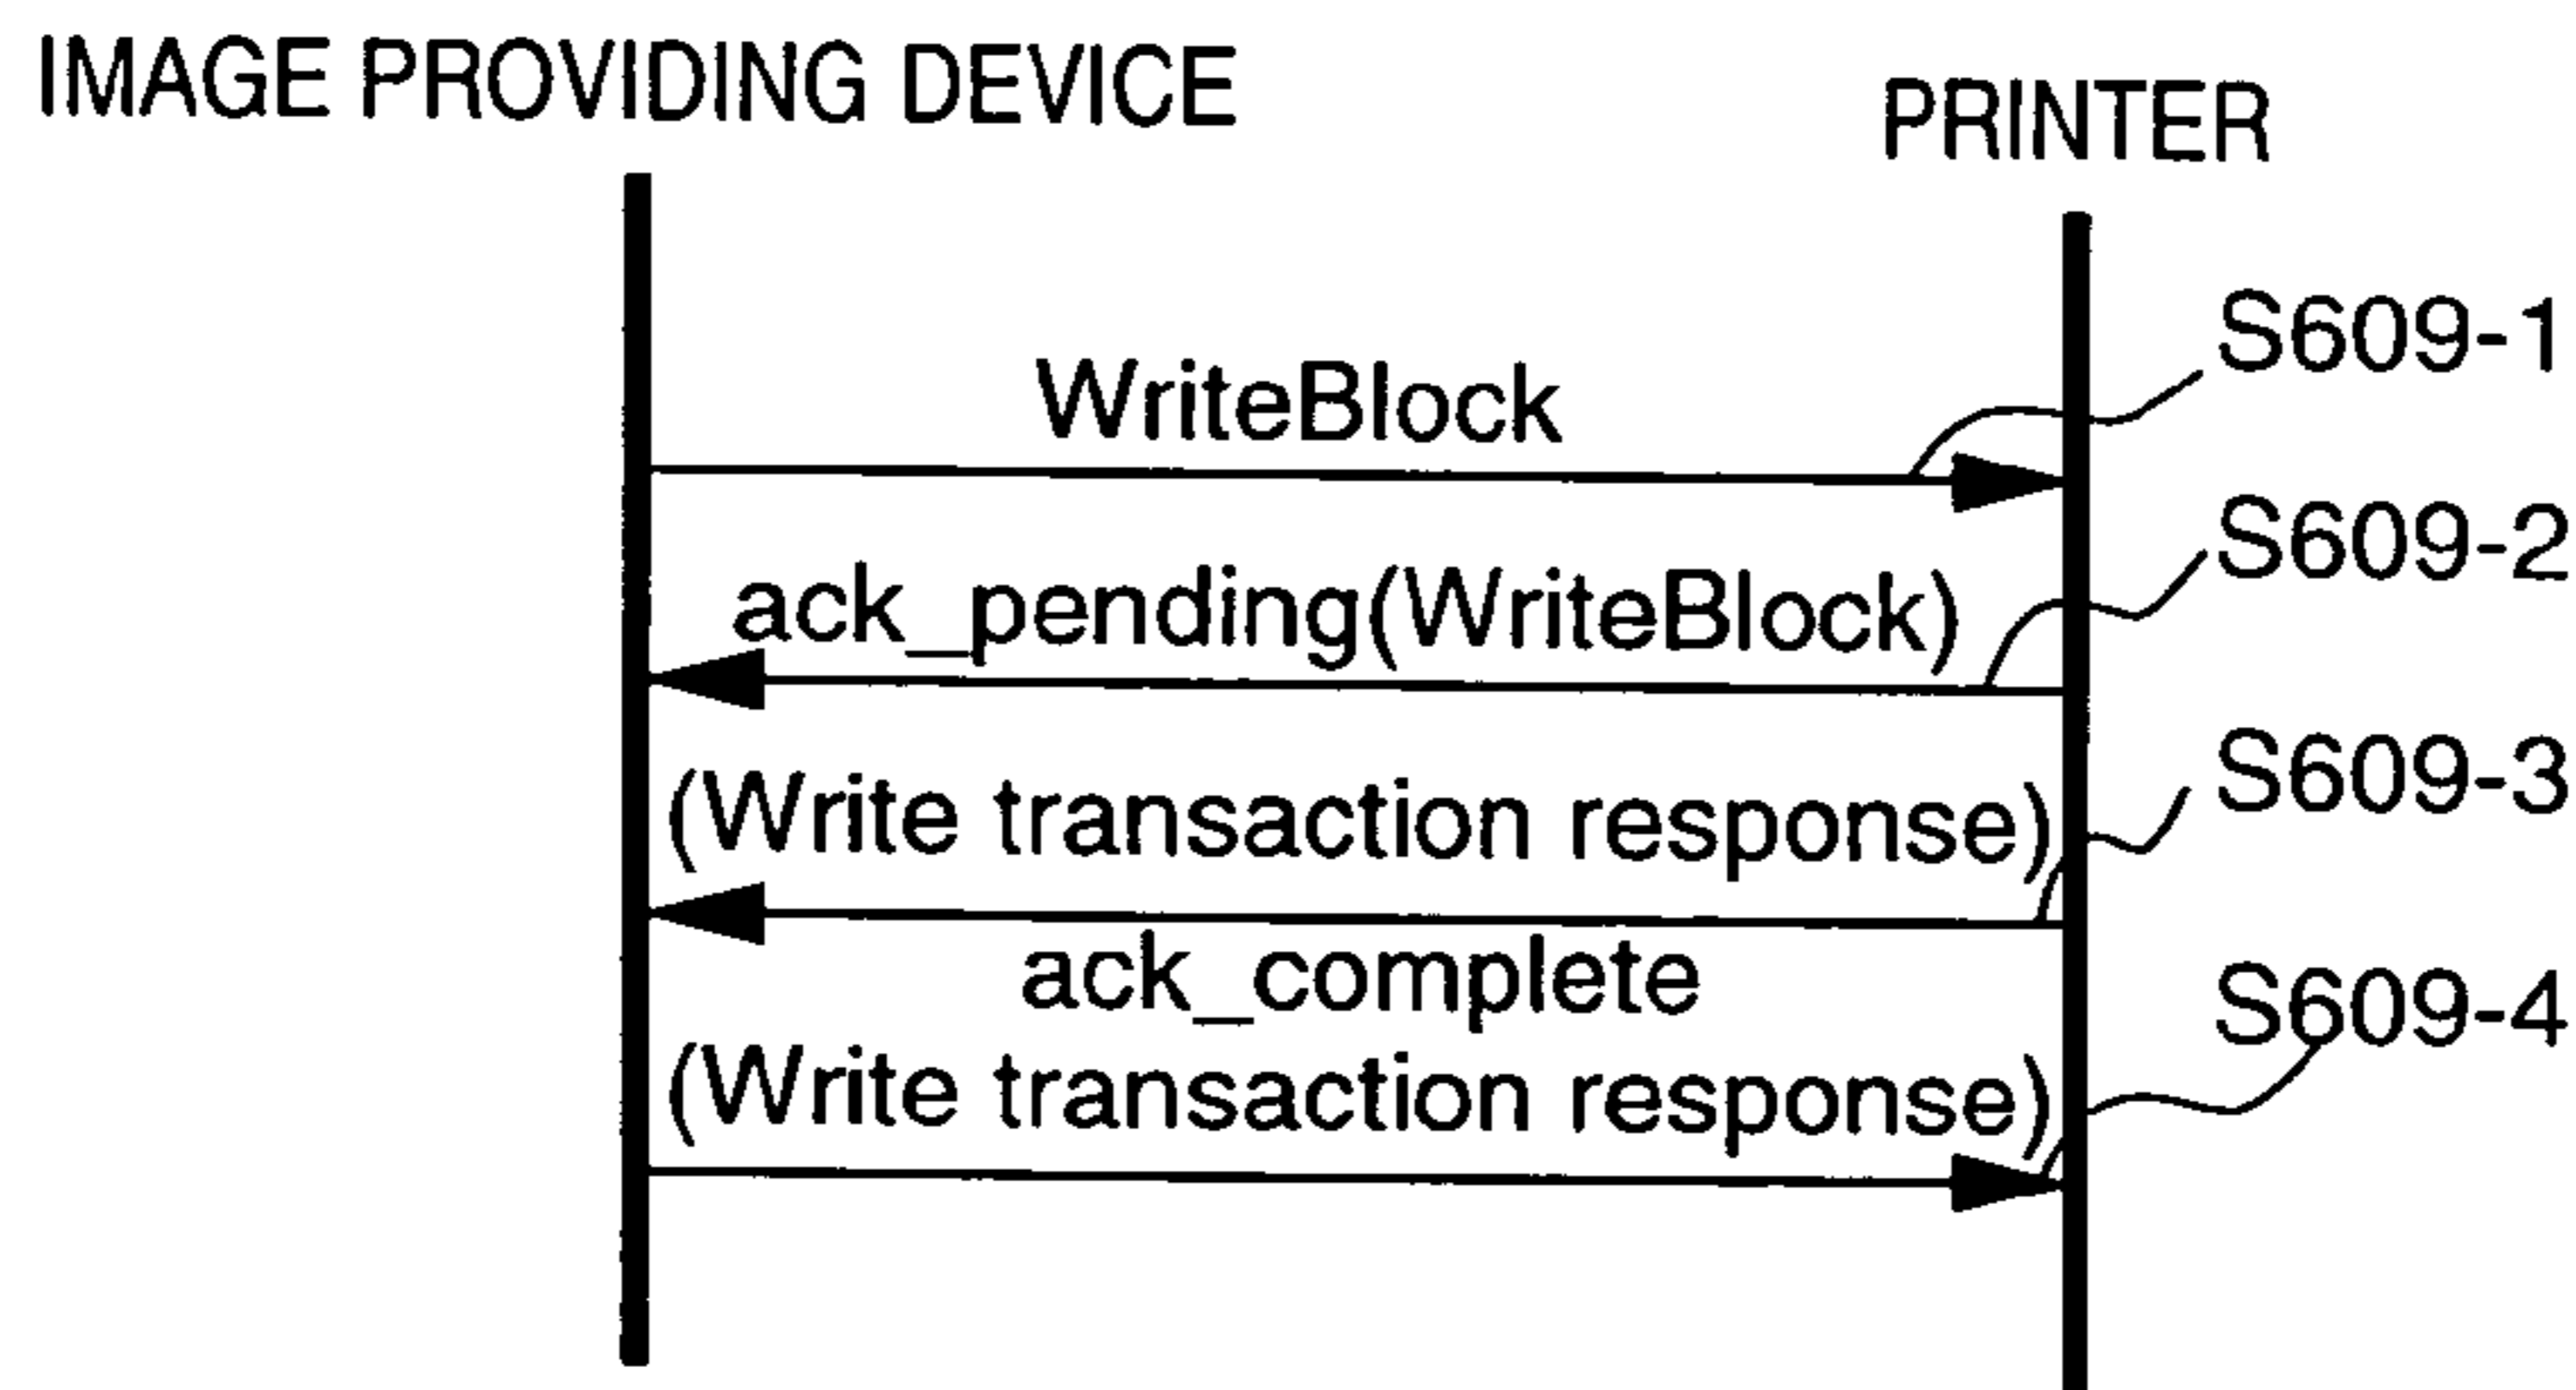 IMAGE PROVIDING DEVICE
PRINTER
S609-1
WriteBlock
S609-2
ack_pending(WriteBlock)
S609-3
(Write transaction response)
ack_complete
S609-4
(Write transaction response)